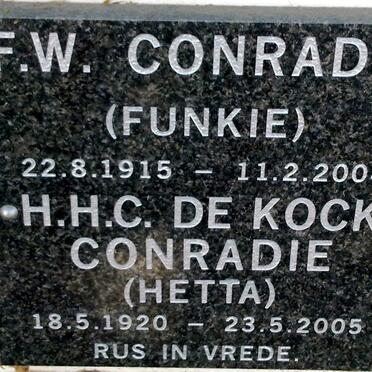 F.W. CONRAD
(FUNKIE)
22.8.1915 – 11.2.200
H.H.C. DE KOCK
CONRADIE
(HETTA)
18.5.1920 – 23.5.2005
RUS IN VREDE.